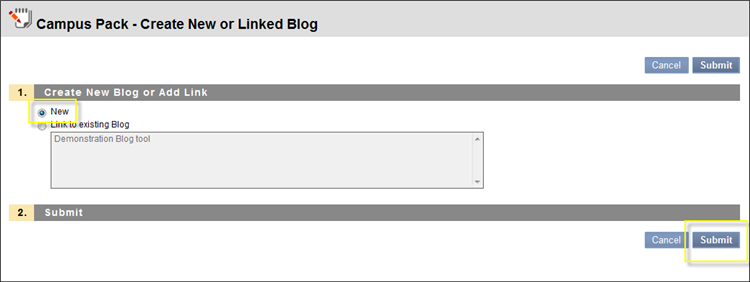 Campus Pack - Create New or Linked Blog
Cancel Submit
1. Create New Blog or Add Link
New
Link to existing Blog
Demonstration Blog tool
2. Submit
Cancel Submit